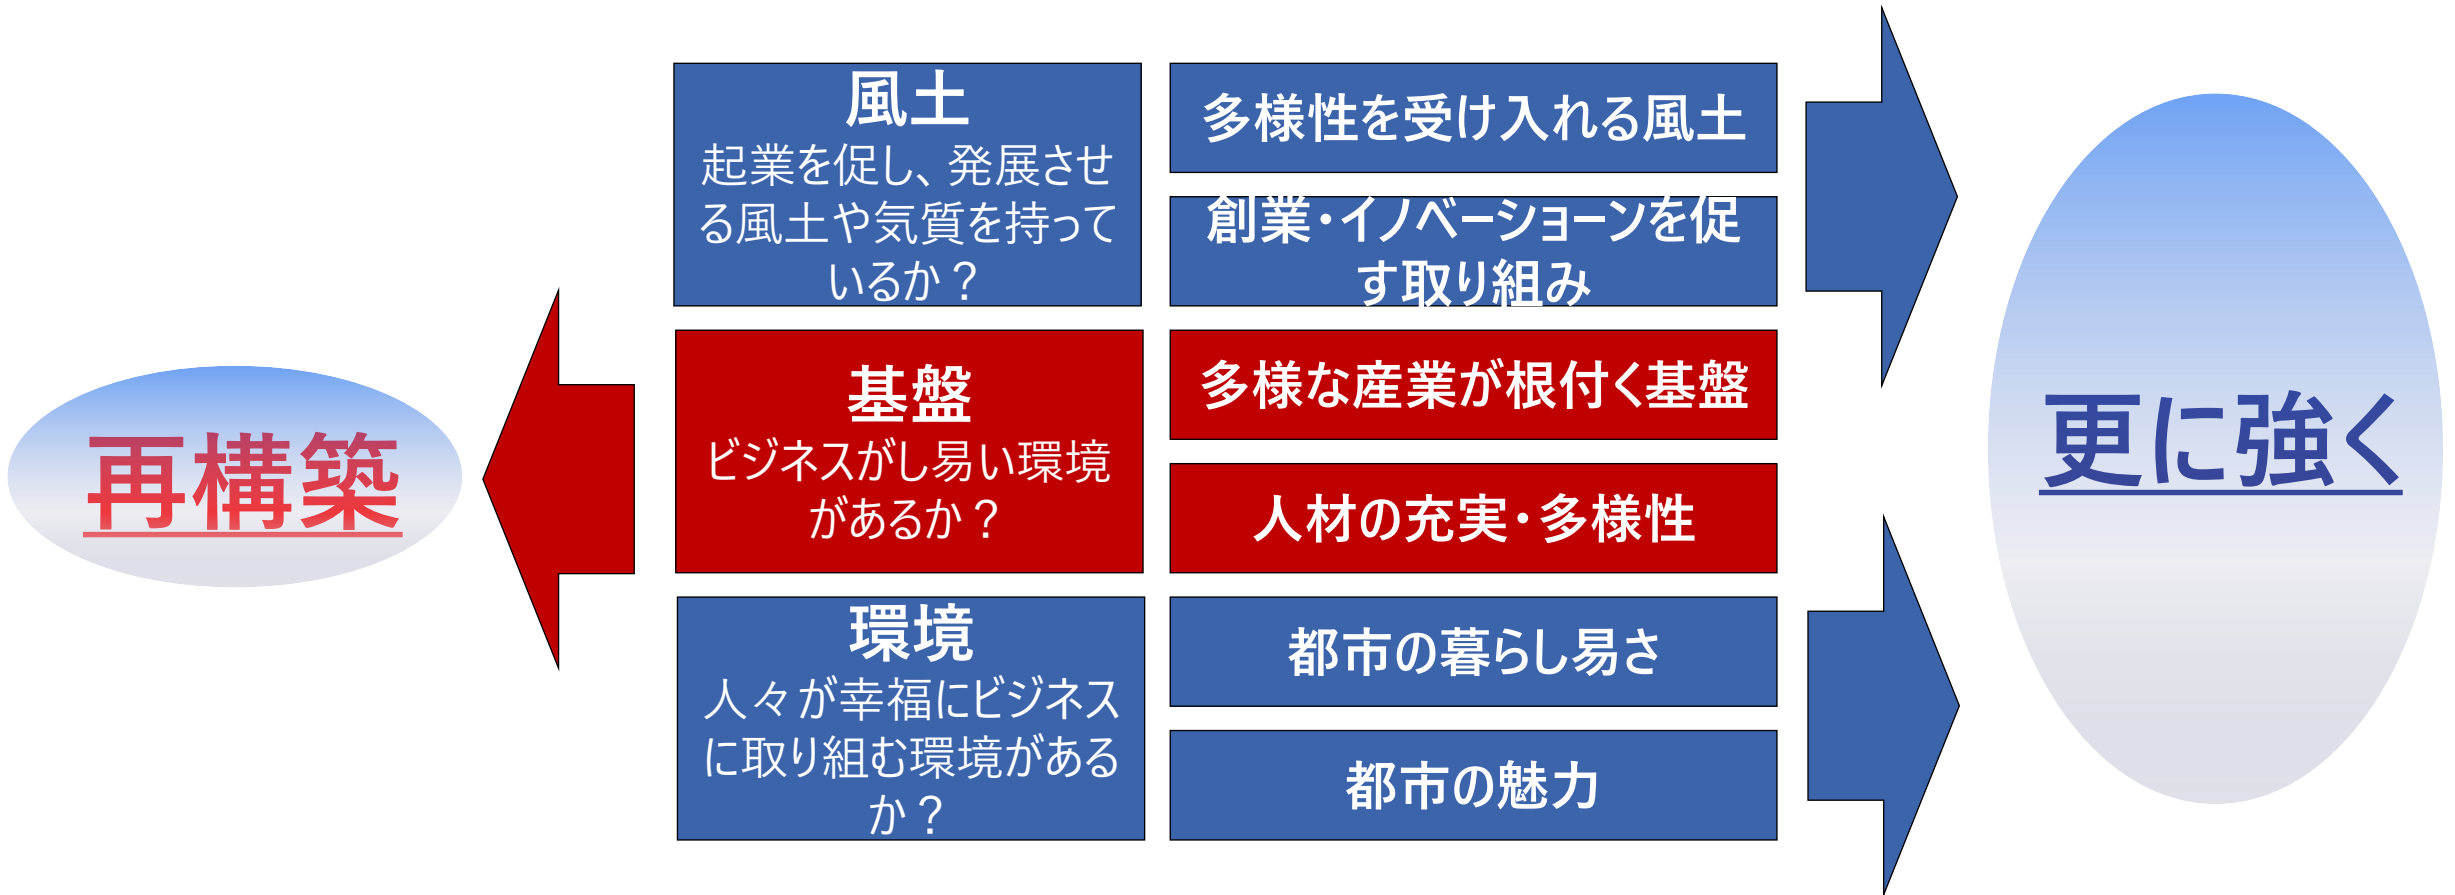 風土
起業を促し、発展させ
る風土や気質を持って
いるか？
多様性を受け入れる風土
創業・イノベーションを促
す取り組み
基盤
ビジネスがし易い環境
があるか？
多様な産業が根付く基盤
人材の充実・多様性
環境
人々が幸福にビジネス
に取り組む環境がある
か？
都市の暮らし易さ
都市の魅力
再構築
更に強く